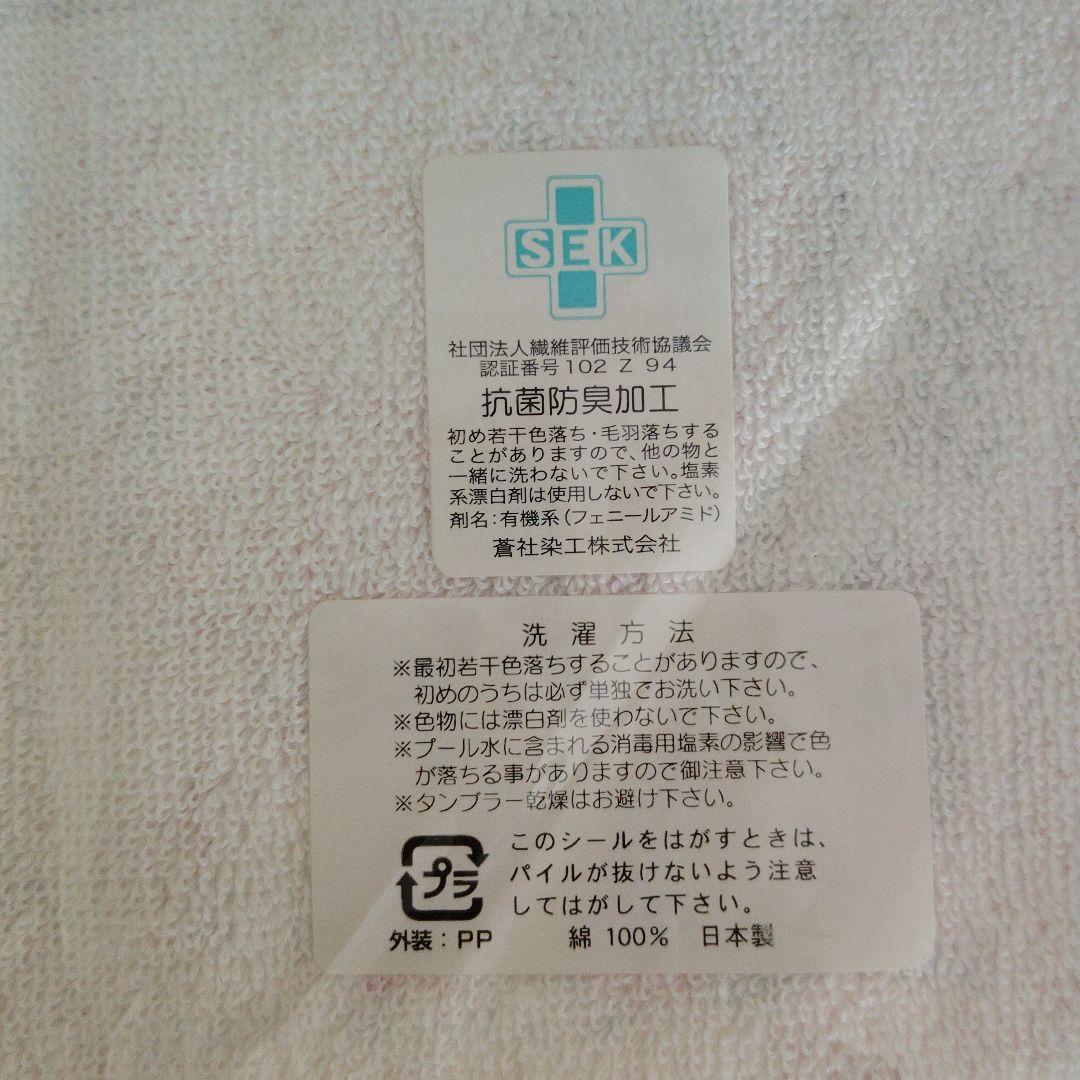 SEK
社団法人繊維評価技術協議会
認証番号102 Z 94
抗菌防臭加工
初め若干色落ち・毛羽落ちする
ことがありますので、他の物と
一緒に洗わないで下さい。塩素
系漂白剤は使用しないで下さい。
剤名：有機系（フェニールアミド）
蒼社染工株式会社
洗濯方法
※最初若干色落ちすることがありますので、
初めのうちは必ず単独でお洗い下さい。
※色物には漂白剤を使わないで下さい。
※プール水に含まれる消毒用塩素の影響で色
が落ちる事がありますので御注意下さい。
※タンブラー乾燥はお避け下さい。
プラ
外装：PP
このシールをはがすときは、
パイルが抜けないよう注意
してはがして下さい。
綿 100% 日本製